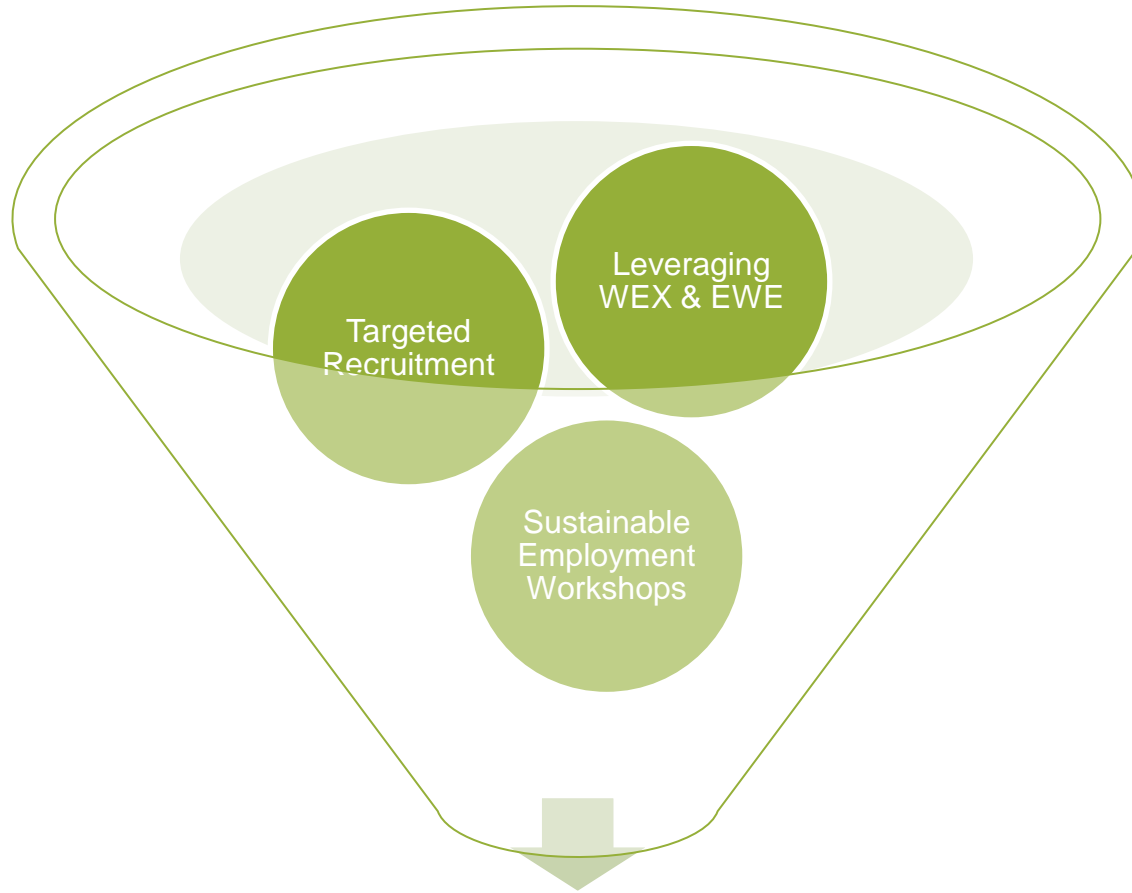 Leveraging
WEX & EWE
Targeted
Recruitment
Sustainable
Employment
Workshops